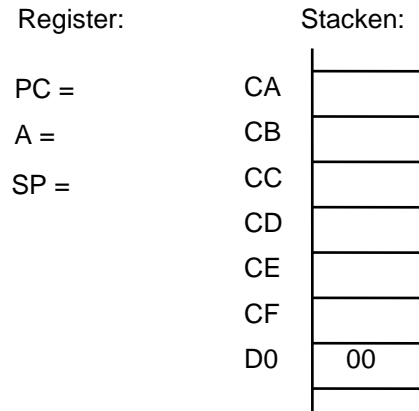 Register: Stacken:
PC = CA
A = CB
SP = CC
CD
CE
CF
D0 00